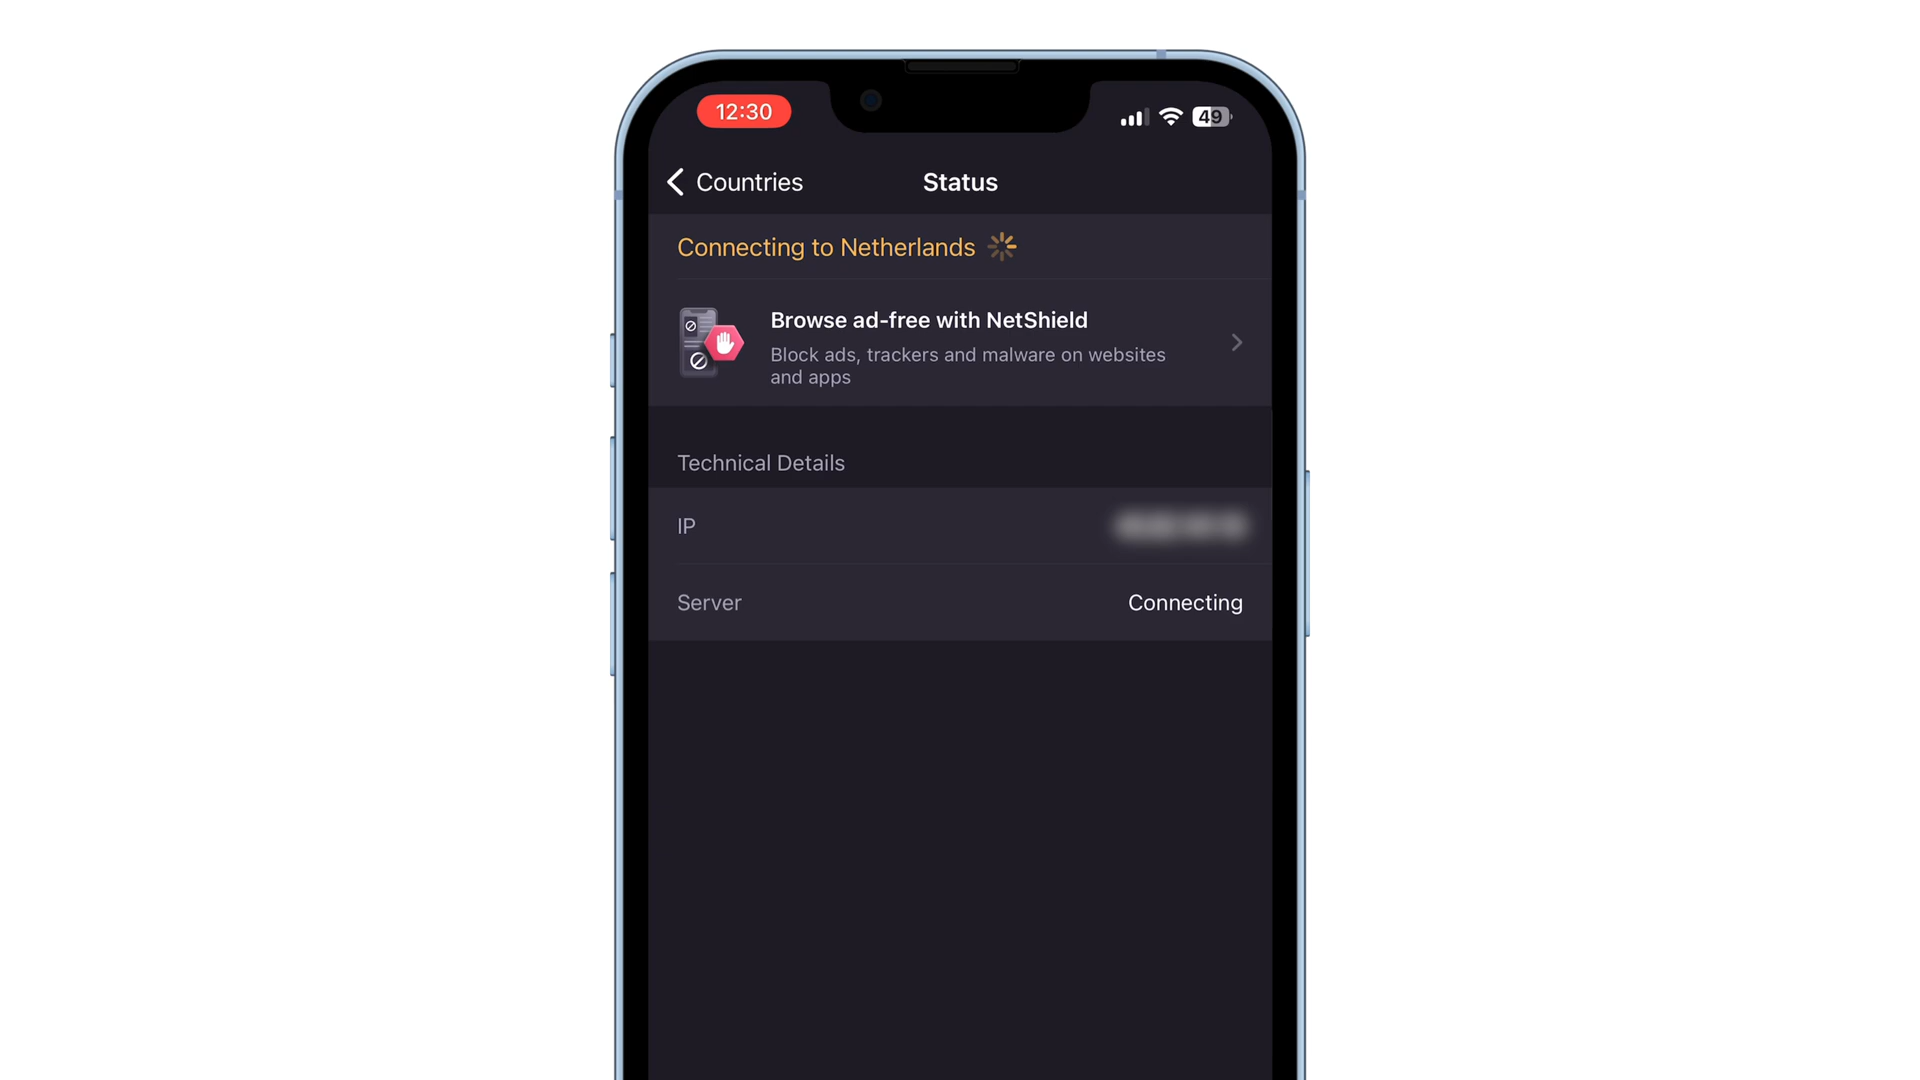 12:30
49
Countries
Status
Connecting to Netherlands
Browse ad-free with NetShield
Block ads, trackers and malware on websites
and apps
Technical Details
IP
Server
Connecting